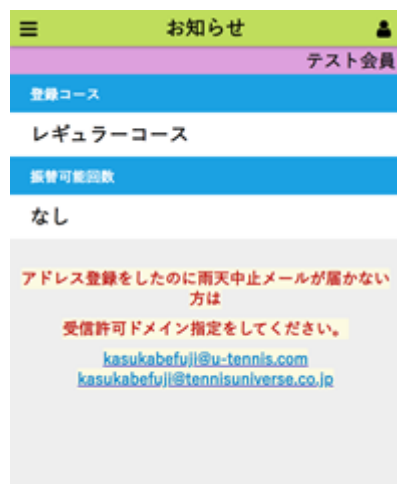 お知らせ
テスト会員
登録コース
レギュラーコース
振替可能回数
なし
アドレス登録をしたのに雨天中止メールが届かない
方は
受信許可ドメイン指定をしてください。
kasukabefuji@u-tennis.com
kasukabefuji@tennisuniverse.co.jp